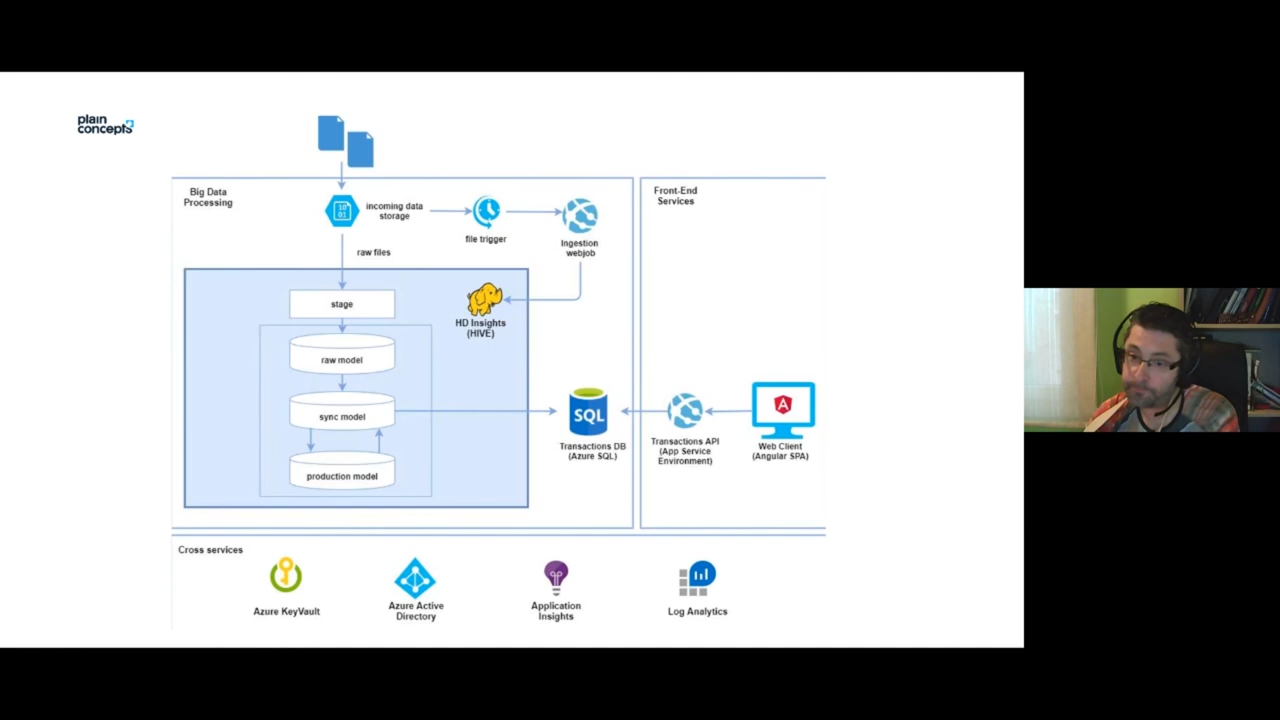 plain
concepts
Big Data
Processing
Front-End
Services
10
01
incoming data
storage
file trigger
Ingestion
webjob
raw files
stage
HD Insights
(HIVE)
raw model
sync model
production model
SQL
Transactions DB
(Azure SQL)
Transactions API
(App Service
Environment)
A
Web Client
(Angular SPA)
Cross services
Azure KeyVault
Azure Active
Directory
Application
Insights
Log Analytics